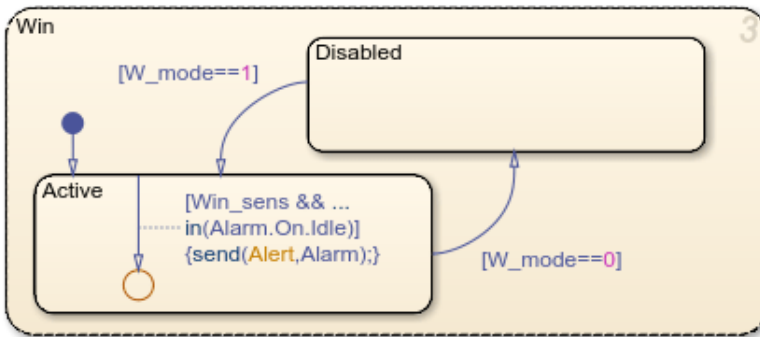 Win
3
Disabled
[W_mode==1]
Active
[Win_sens && ...
in(Alarm.On.Idle)]
{send(Alert,Alarm);}
[W_mode==0]